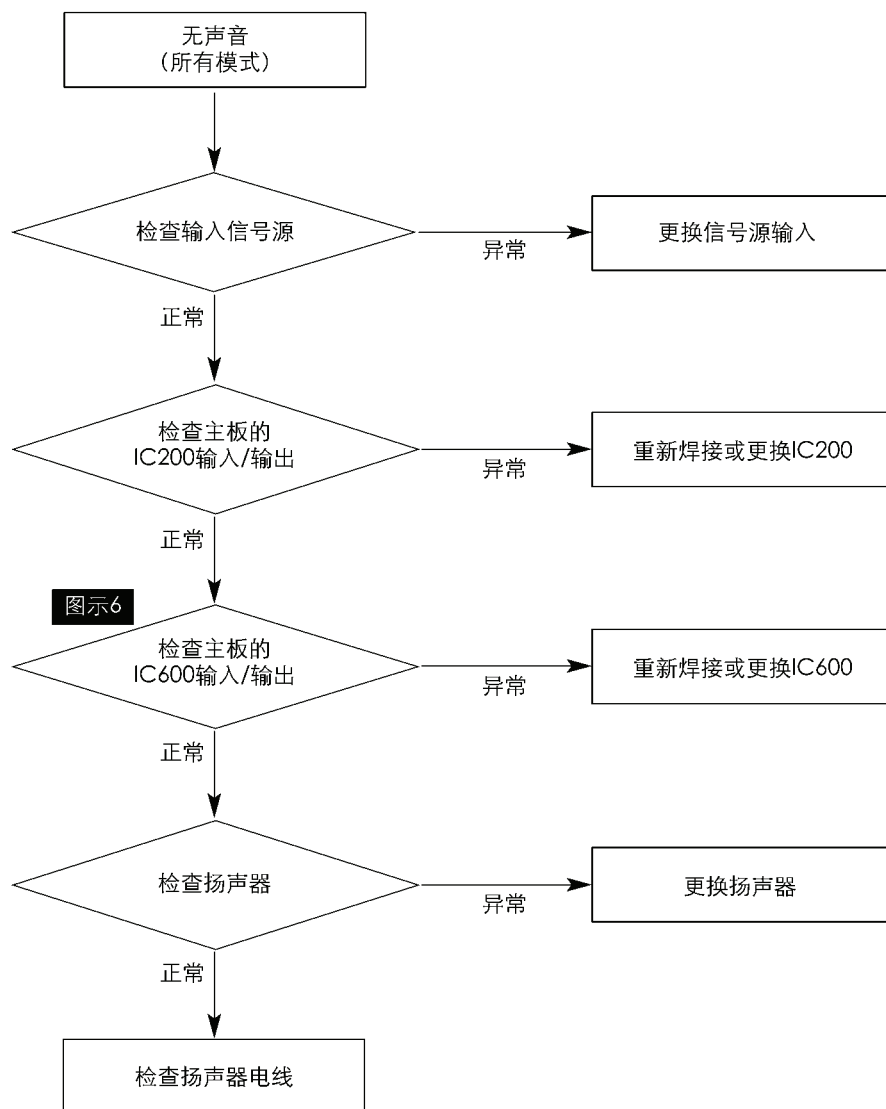 无声音
(所有模式)
检查输入信号源
异常
更换信号源输入
正常
检查主板的
IC200输入/输出
异常
重新焊接或更换IC200
正常
图示6
检查主板的
IC600输入/输出
异常
重新焊接或更换IC600
正常
检查扬声器
异常
更换扬声器
正常
检查扬声器电线